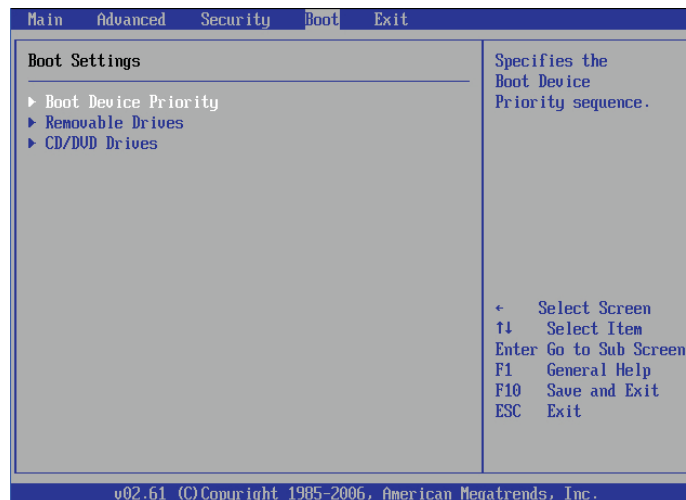 Main Advanced Security Boot Exit
Boot Settings
▶ Boot Device Priority
▶ Removable Drives
▶ CD/DVD Drives
Specifies the
Boot Device
Priority sequence.
← Select Screen
↑↓ Select Item
Enter Go to Sub Screen
F1 General Help
F10 Save and Exit
ESC Exit
v02.61 (C)Copyright 1985-2006, American Megatrends, Inc.